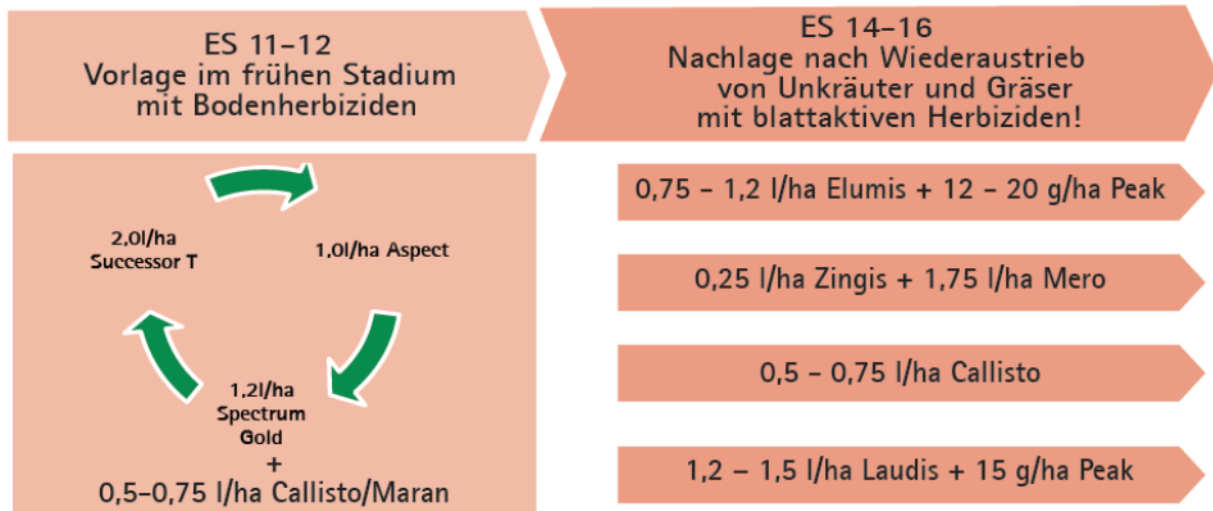 ES 11–12
Vorlage im frühen Stadium
mit Bodenherbiziden
ES 14–16
Nachlage nach Wiederaustrieb
von Unkräuter und Gräser
mit blattaktiven Herbiziden!
2,0l/ha
Successor T
1,0l/ha Aspect
1,2l/ha
Spectrum
Gold
+
0,5–0,75 l/ha Callisto/Maran
0,75 – 1,2 l/ha Elumis + 12 – 20 g/ha Peak
0,25 l/ha Zingis + 1,75 l/ha Mero
0,5 – 0,75 l/ha Callisto
1,2 – 1,5 l/ha Laudis + 15 g/ha Peak